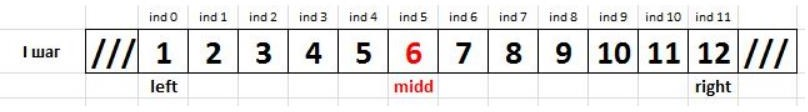 ind 0 ind 1 ind 2 ind 3 ind 4 ind 5 ind 6 ind 7 ind 8 ind 9 ind 10 ind 11
I шаг /// 1 2 3 4 5 6 7 8 9 10 11 12 ///
left midd right